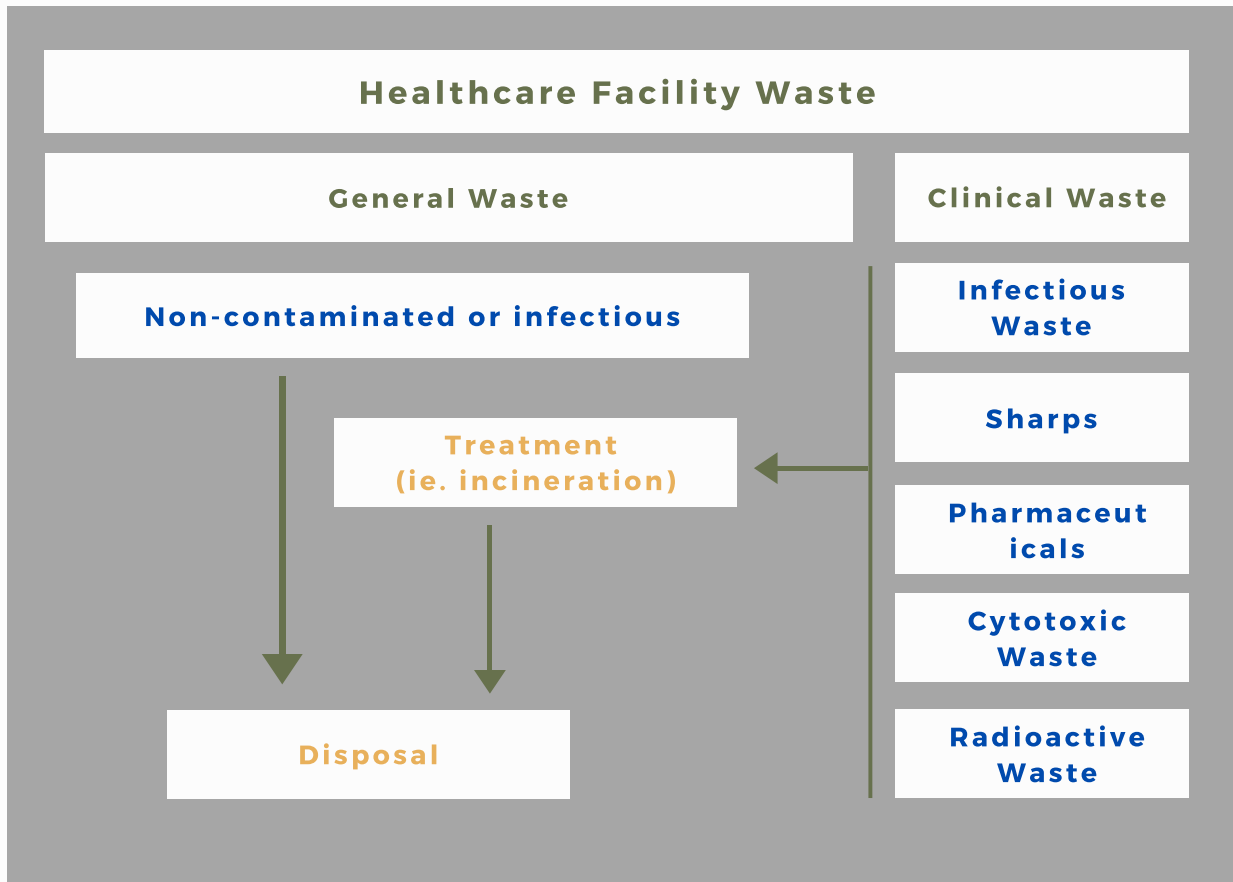 Healthcare Facility Waste
General Waste
Clinical Waste
Non-contaminated or infectious
Infectious
Waste
Treatment
(ie. incineration)
Sharps
Pharmaceut
icals
Cytotoxic
Waste
Disposal
Radioactive
Waste